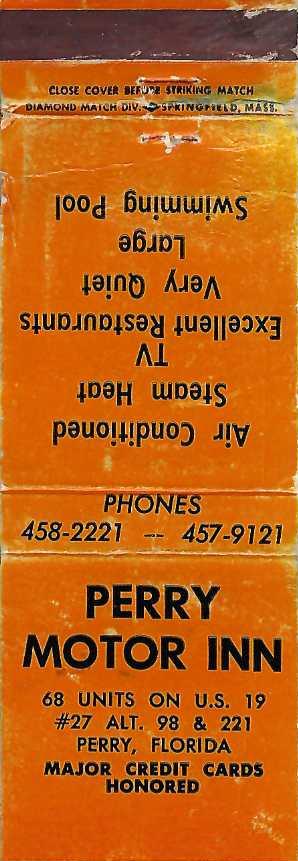 CLOSE COVER BEFORE STRIKING MATCH
DIAMOND MATCH DIV. SPRINGFIELD, MASS.
Air Conditioned
Steam Heat
TV
Excellent Restaurants
Very Quiet
Large
Swimming Pool
PHONES
458-2221 -- 457-9121
PERRY
MOTOR INN
68 UNITS ON U.S. 19
#27 ALT. 98 & 221
PERRY, FLORIDA
MAJOR CREDIT CARDS
HONORED